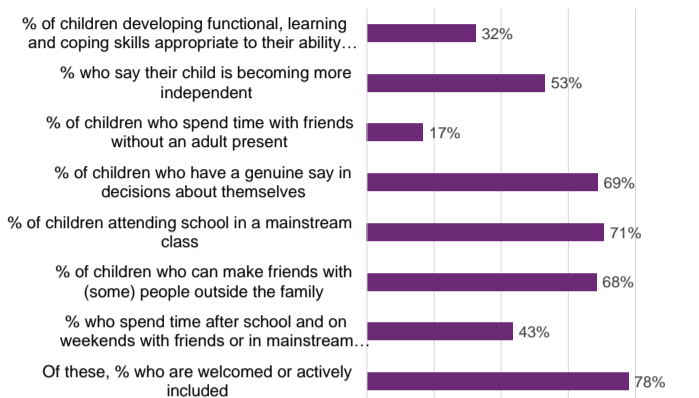 % of children developing functional, learning
and coping skills appropriate to their ability…
32%
% who say their child is becoming more
independent
53%
% of children who spend time with friends
without an adult present
17%
% of children who have a genuine say in
decisions about themselves
69%
% of children attending school in a mainstream
class
71%
% of children who can make friends with
(some) people outside the family
68%
% who spend time after school and on
weekends with friends or in mainstream…
43%
Of these, % who are welcomed or actively
included
78%